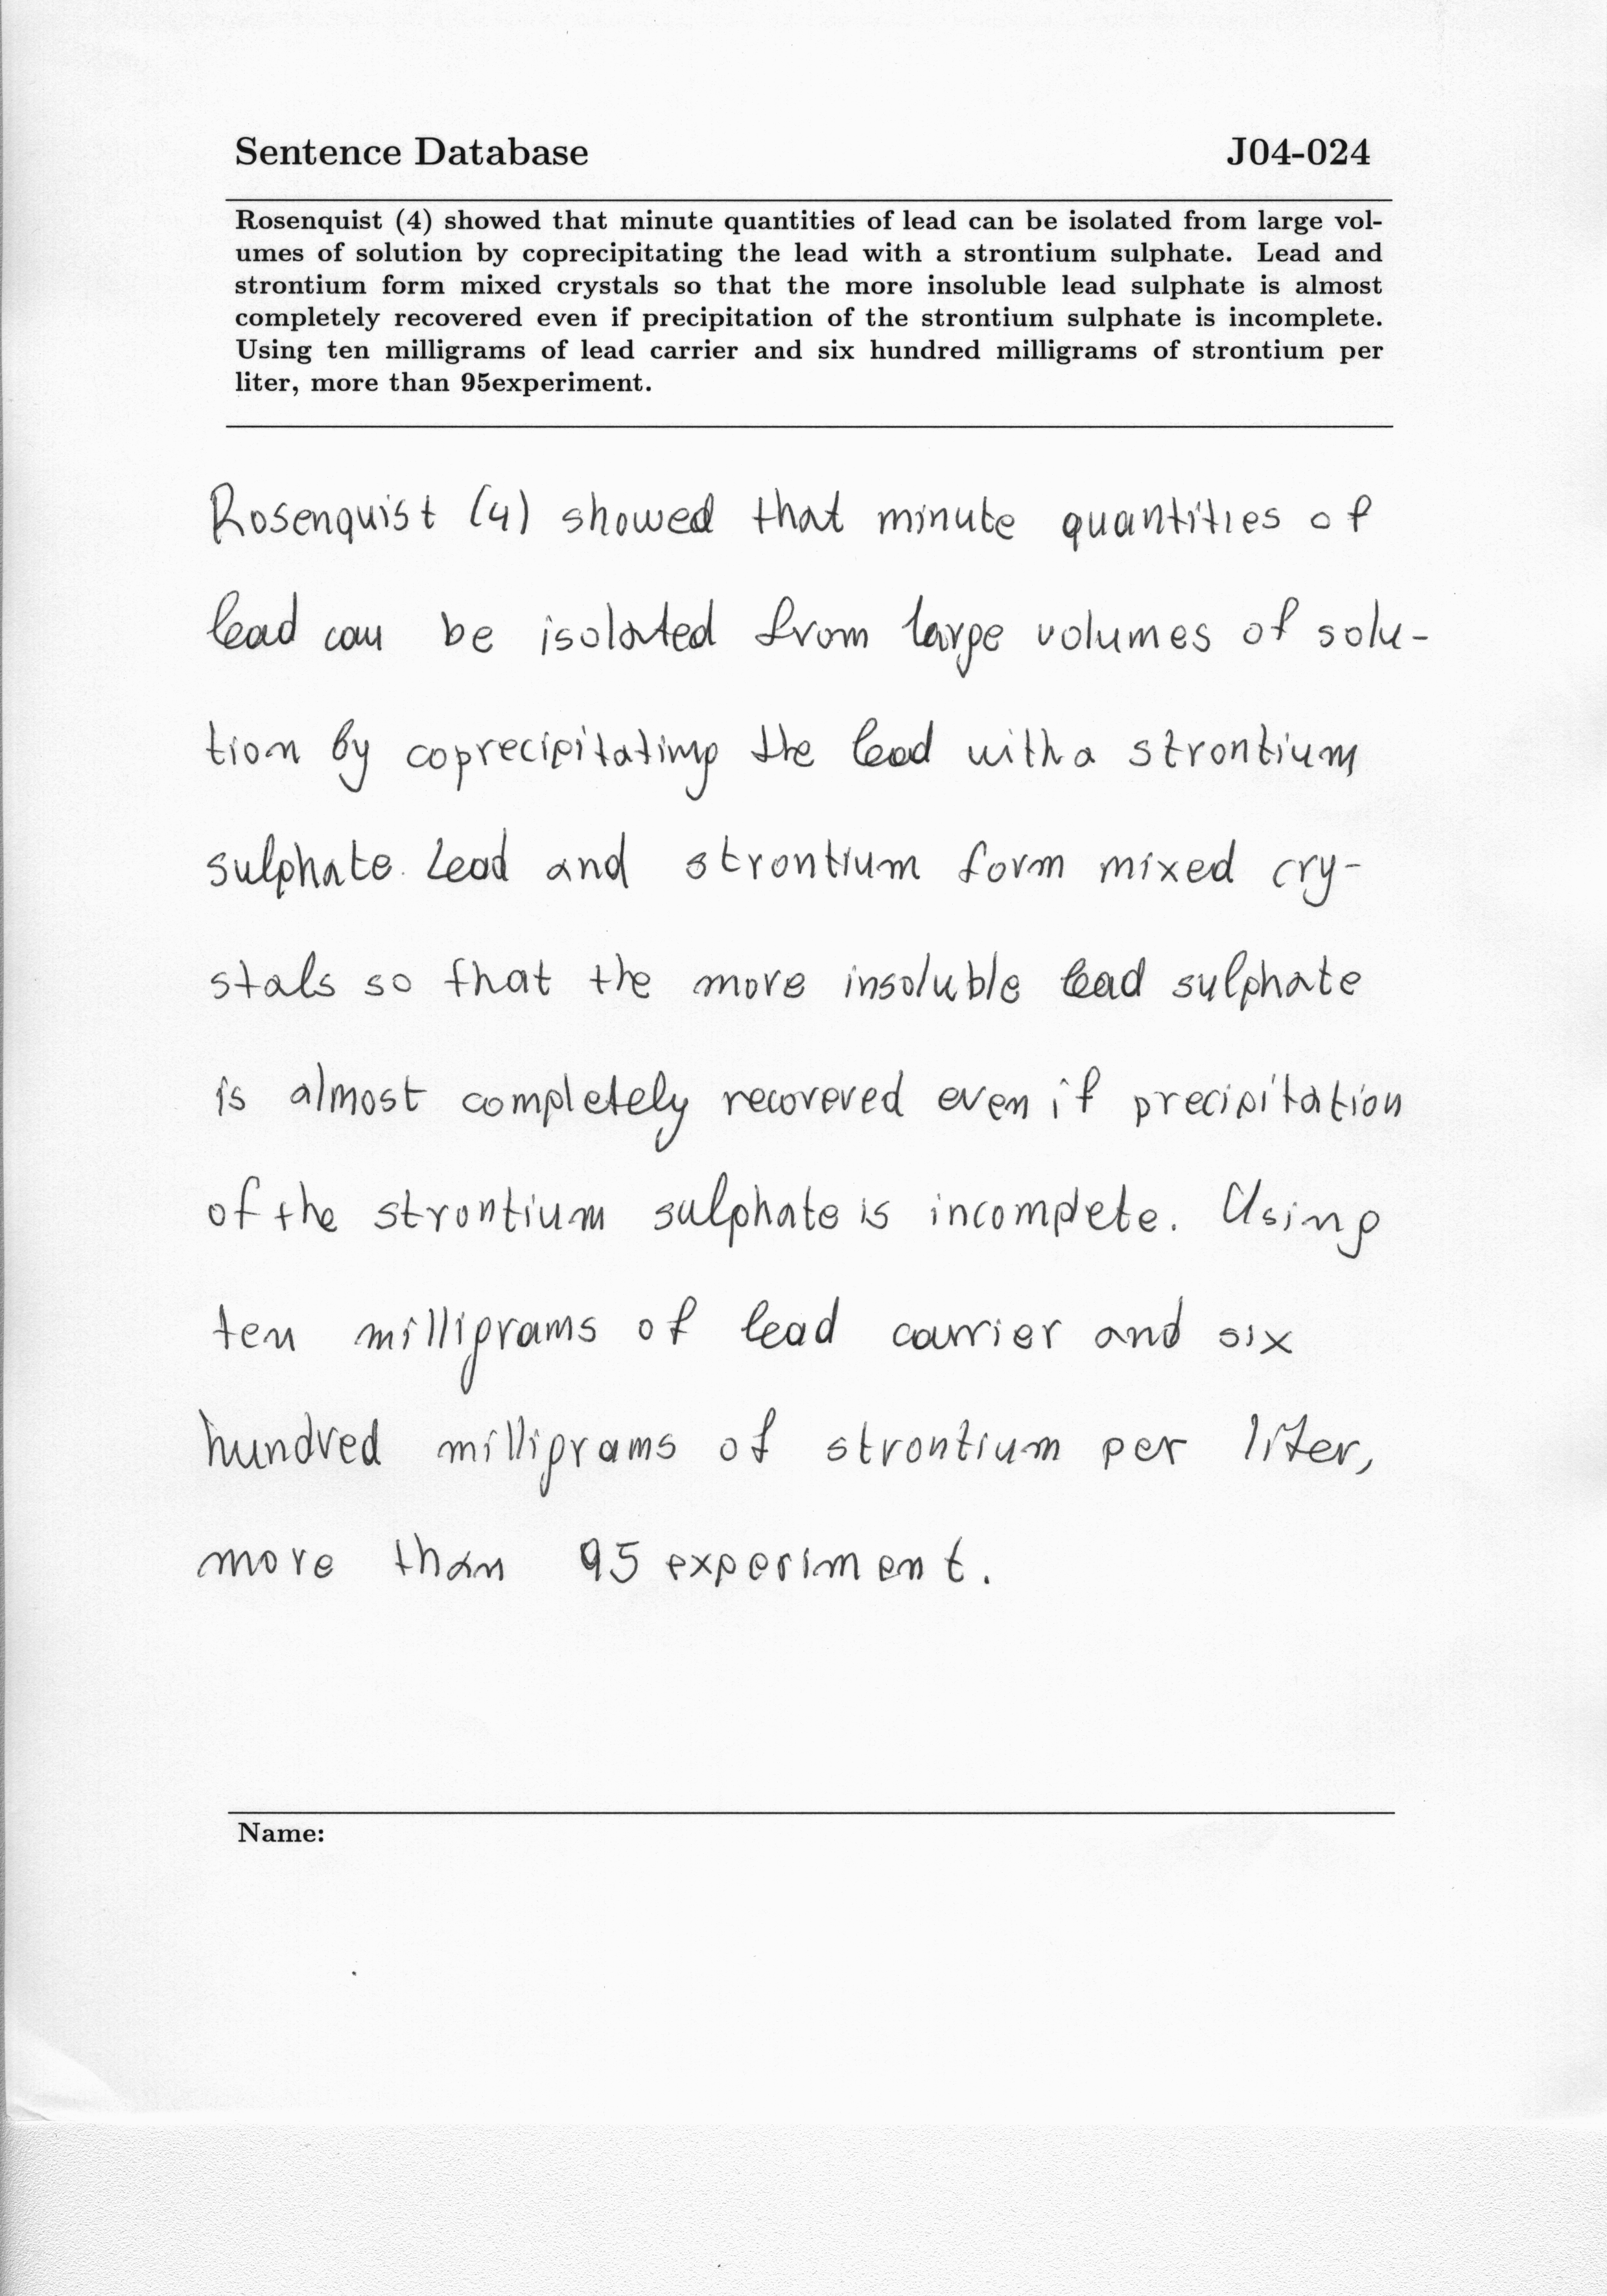 Sentence Database J04-024
Rosenquist (4) showed that minute quantities of lead can be isolated from large vol-
umes of solution by coprecipitating the lead with a strontium sulphate. Lead and
strontium form mixed crystals so that the more insoluble lead sulphate is almost
completely recovered even if precipitation of the strontium sulphate is incomplete.
Using ten milligrams of lead carrier and six hundred milligrams of strontium per
liter, more than 95experiment.
Rosenquist (4) showed that minute quantities of
lead can be isolated from large volumes of solu-
tion by coprecipitating the lead with a strontium
sulphate. Lead and strontium form mixed cry-
stals so that the more insoluble lead sulphate
is almost completely recovered even if precipitation
of the strontium sulphate is incomplete. Using
ten milligrams of lead carrier and six
hundred milligrams of strontium per liter,
more than 95 experiment.
Name: